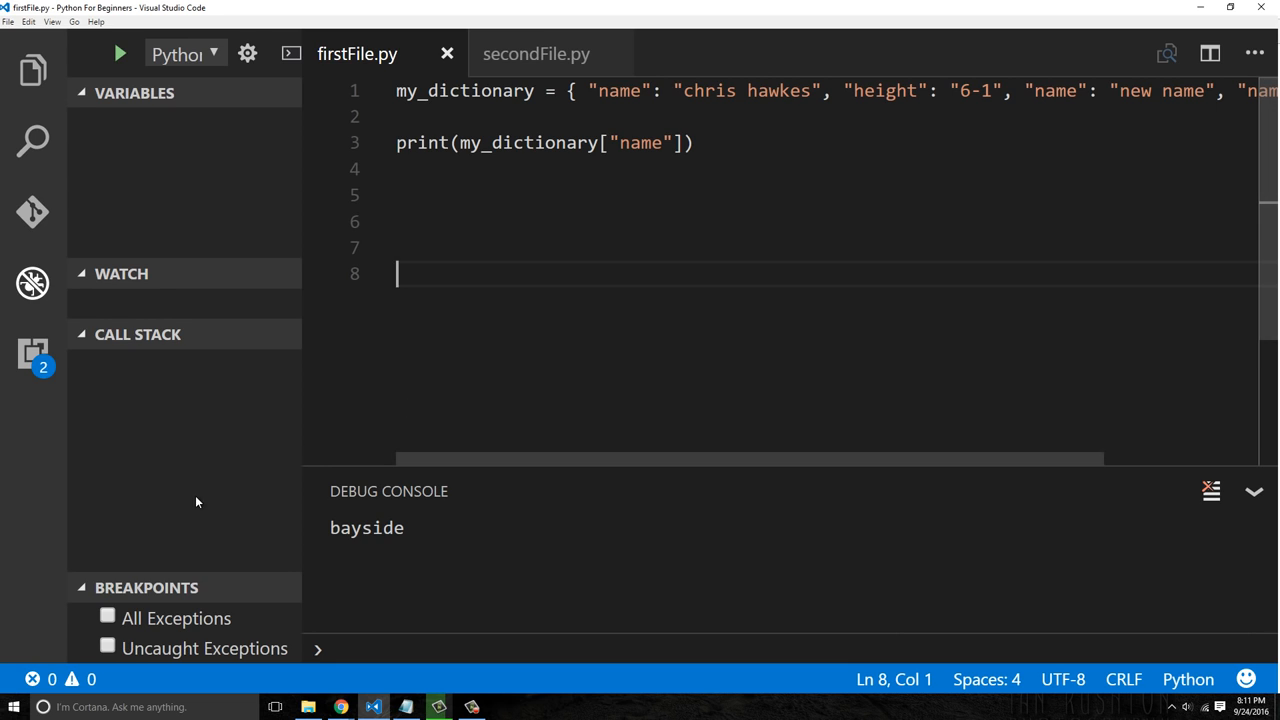 firstFile.py - Python For Beginners - Visual Studio Code
File Edit View Go Help
Python
firstFile.py
secondFile.py
VARIABLES
WATCH
CALL STACK
BREAKPOINTS
All Exceptions
Uncaught Exceptions
2
1 my_dictionary = { "name": "chris hawkes", "height": "6-1", "name": "new name", "nam
2
3 print(my_dictionary["name"])
4
5
6
7
8
DEBUG CONSOLE
bayside
0 0
Ln 8, Col 1 Spaces: 4 UTF-8 CRLF Python
I'm Cortana. Ask me anything.
8:11 PM
9/24/2016